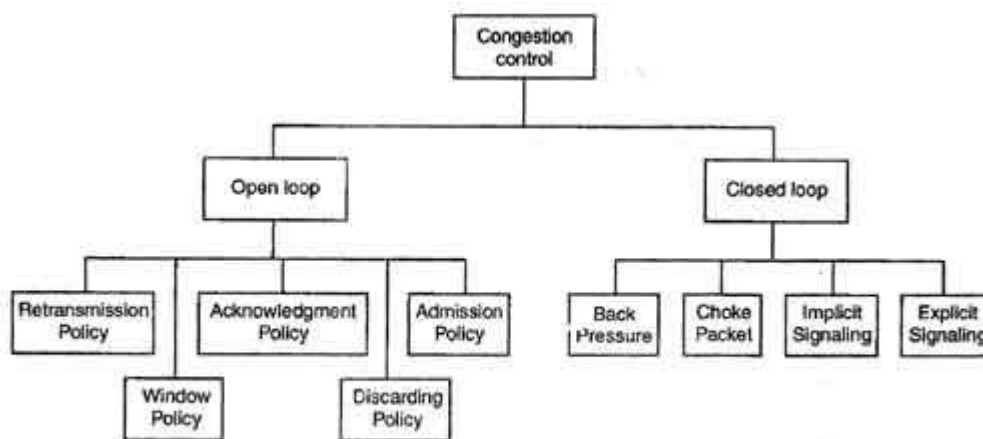 Congestion
control
Open loop
Closed loop
Retransmission
Policy
Acknowledgment
Policy
Admission
Policy
Back
Pressure
Choke
Packet
Implicit
Signaling
Explicit
Signaling
Window
Policy
Discarding
Policy